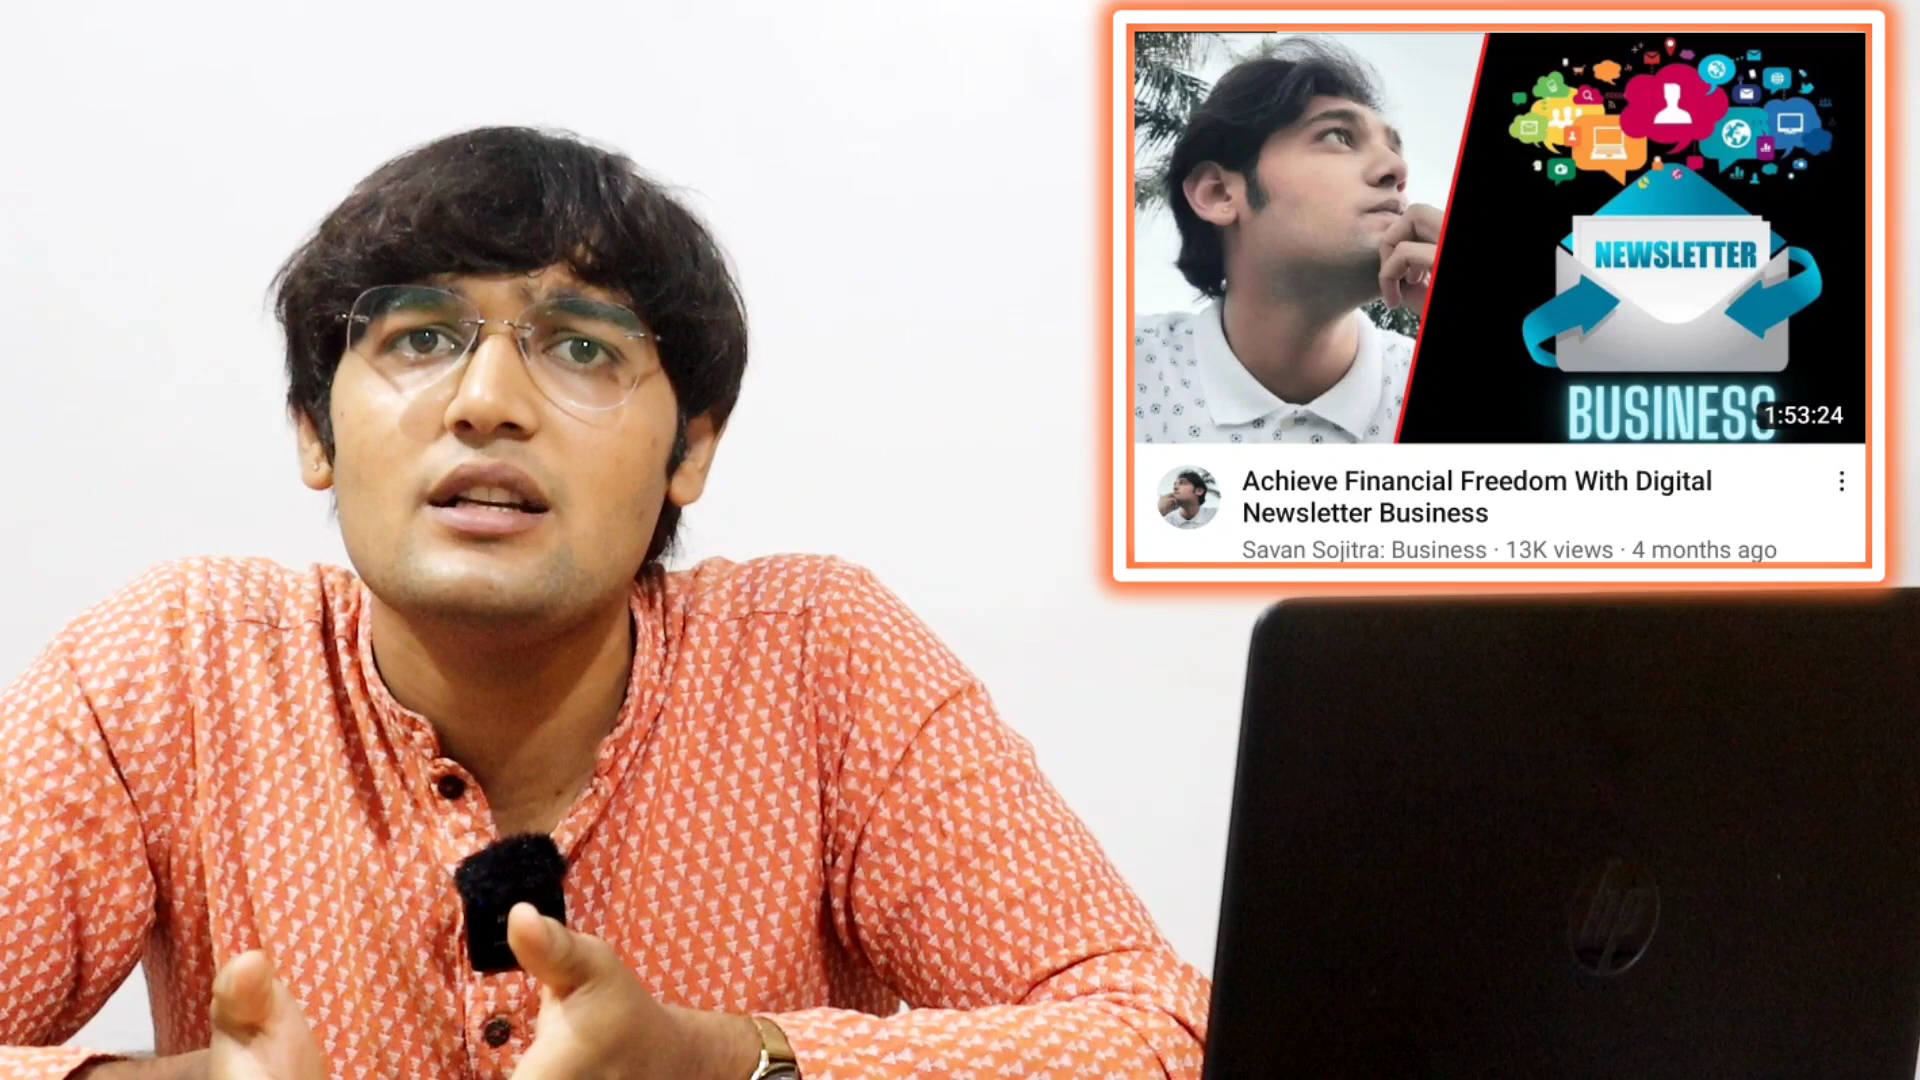 NEWSLETTER
BUSINESS
1:53:24
Achieve Financial Freedom With Digital
Newsletter Business
Savan Sojitra: Business · 13K views · 4 months ago
hp